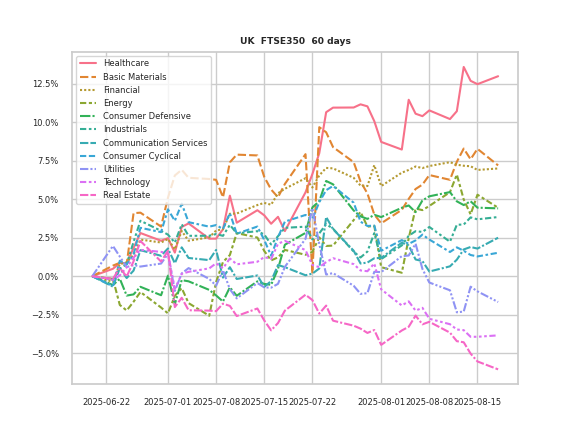 UK FTSE350 60 days
Healthcare
Basic Materials
Financial
Energy
Consumer Defensive
Industrials
Communication Services
Consumer Cyclical
Utilities
Technology
Real Estate
12.5%
10.0%
7.5%
5.0%
2.5%
0.0%
−2.5%
−5.0%
2025-06-22 2025-07-01 2025-07-08 2025-07-15 2025-07-22 2025-08-01 2025-08-08 2025-08-15